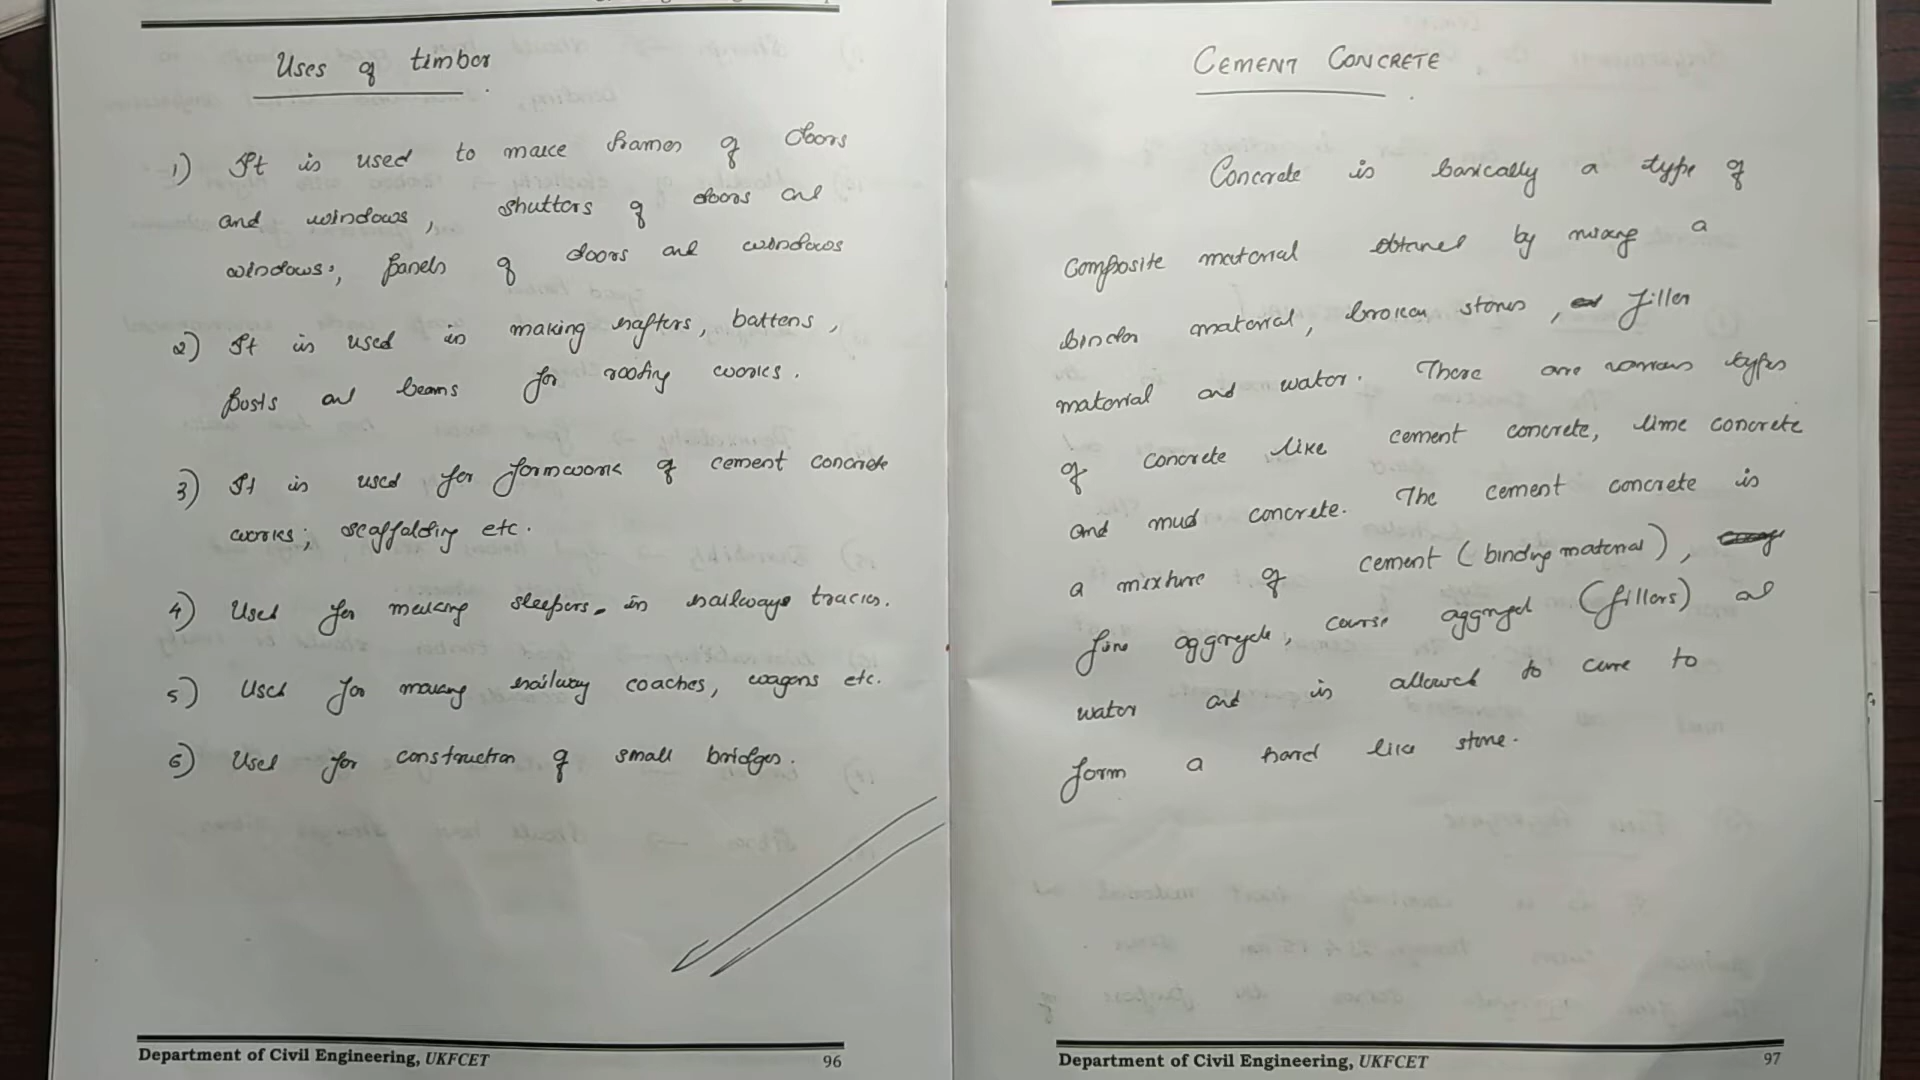 Uses of timber
1) It is used to make frames of doors
and windows, shutters of doors and
windows, panels of doors and windows
2) It is used in making rafters, battens,
posts and beams for roofing works.
3) It is used for formwork of cement concrete
works; scaffolding etc.
4) Used for making sleepers in railways tracks.
5) Used for making railway coaches, wagons etc.
6) Used for construction of small bridges.
Department of Civil Engineering, UKFCET 96
CEMENT CONCRETE
Concrete is basically a type of
composite material obtained by mixing a
binder material, broken stones, filler
material and water. There are various types
of concrete like cement concrete, lime concrete
and mud concrete. The cement concrete is
a mixture of cement (binding material),
fine aggregate, course aggregate (fillers) and
water and is allowed to cure to
form a hard like stone.
Department of Civil Engineering, UKFCET 97